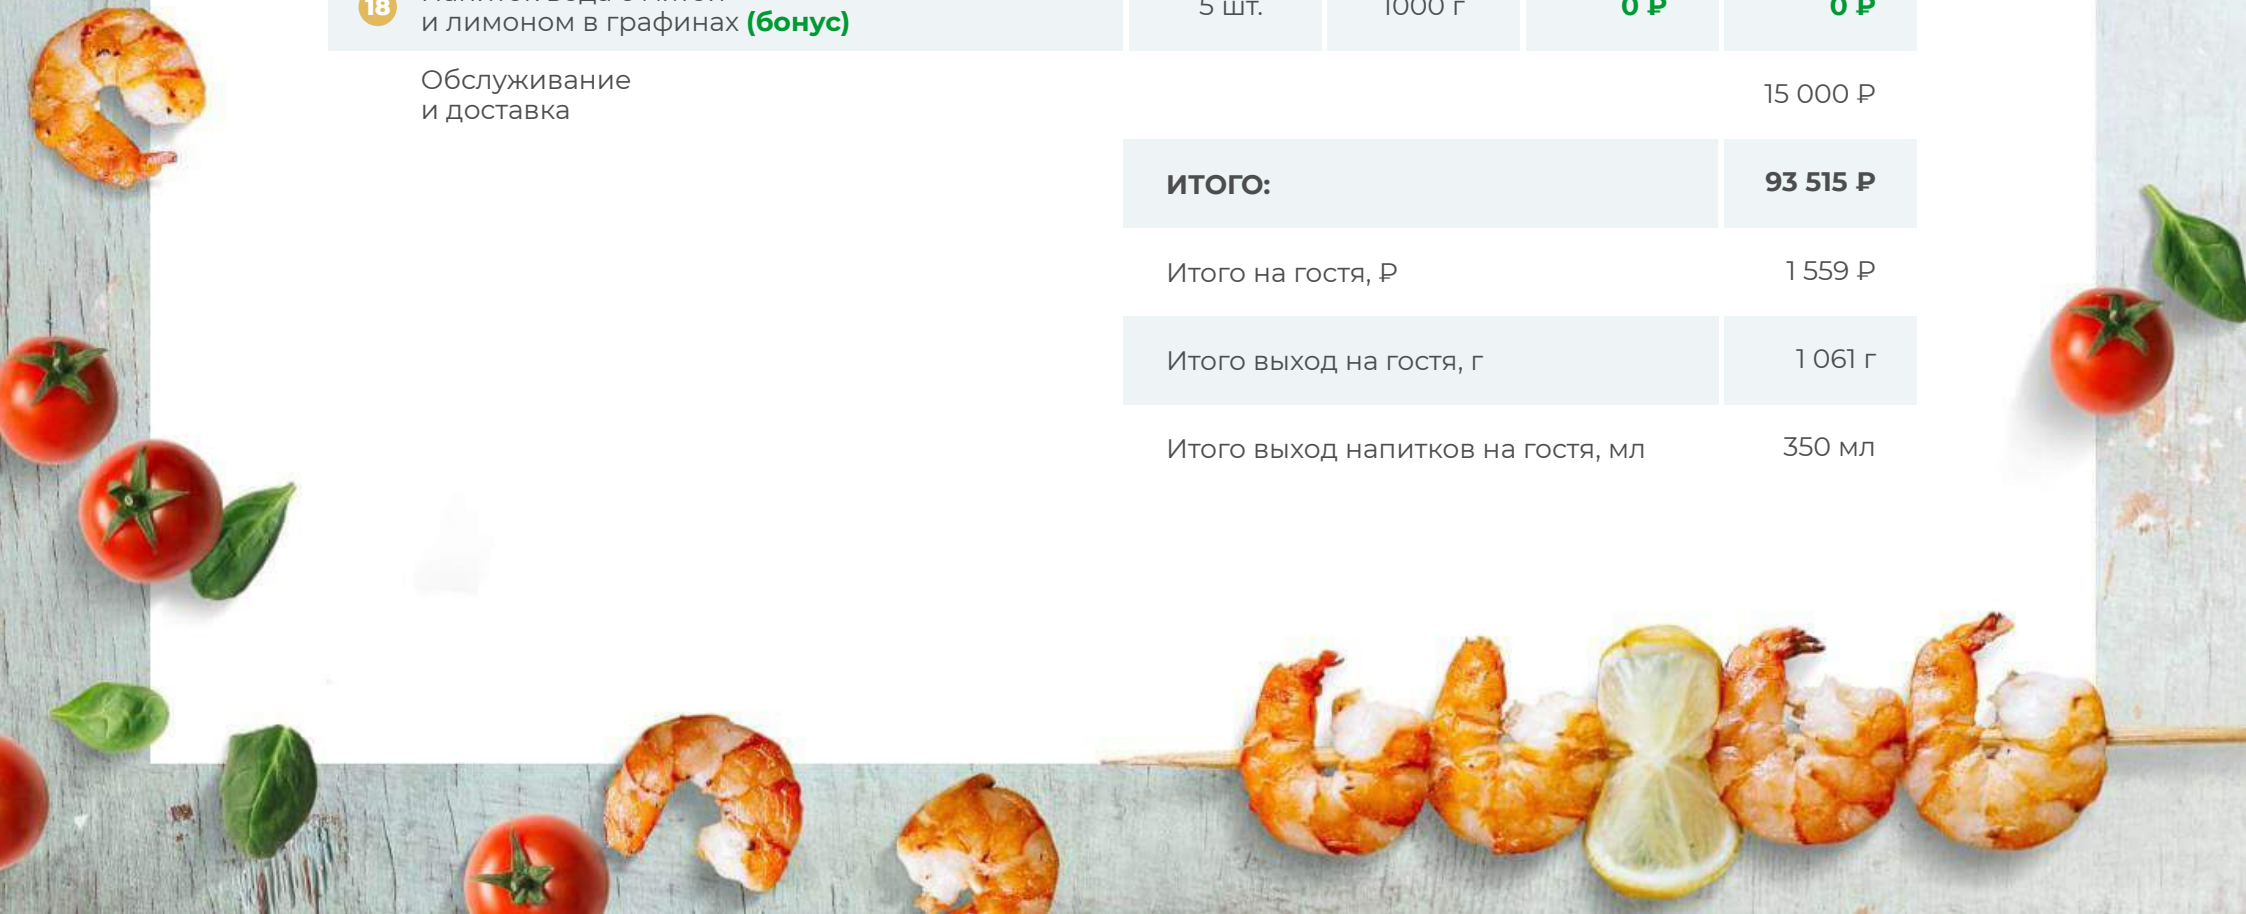 18
и лимоном в графинах (бонус)
5 шт.
1000 г
0 ₽
0 ₽
Обслуживание
и доставка
15 000 ₽
ИТОГО:
93 515 ₽
Итого на гостя, ₽
1 559 ₽
Итого выход на гостя, г
1 061 г
Итого выход напитков на гостя, мл
350 мл